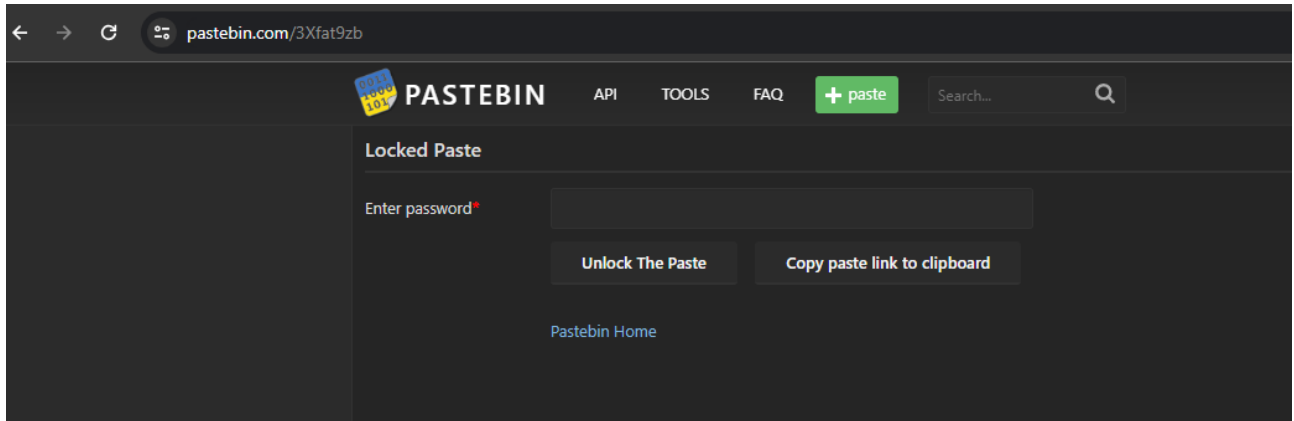 pastebin.com/3Xfat9zb
PASTEBIN API TOOLS FAQ + paste Search...
Locked Paste
Enter password*
Unlock The Paste Copy paste link to clipboard
Pastebin Home